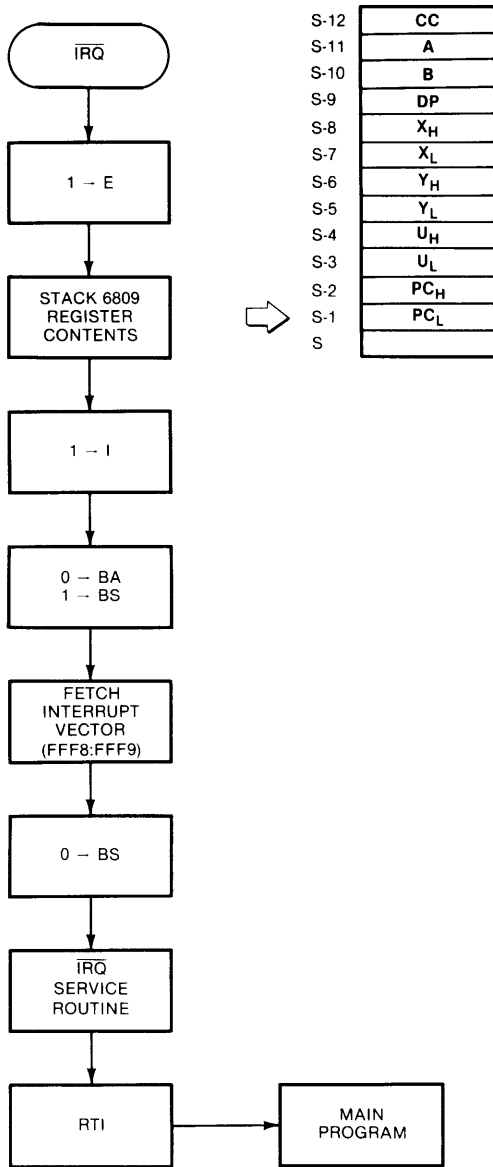 IRQ
1 → E
STACK 6809
REGISTER
CONTENTS
1 → I
0 → BA
1 → BS
FETCH
INTERRUPT
VECTOR
(FFF8:FFF9)
0 → BS
IRQ
SERVICE
ROUTINE
RTI
MAIN
PROGRAM
S-12 CC
S-11 A
S-10 B
S-9 DP
S-8 XH
S-7 XL
S-6 YH
S-5 YL
S-4 UH
S-3 UL
S-2 PCH
S-1 PCL
S